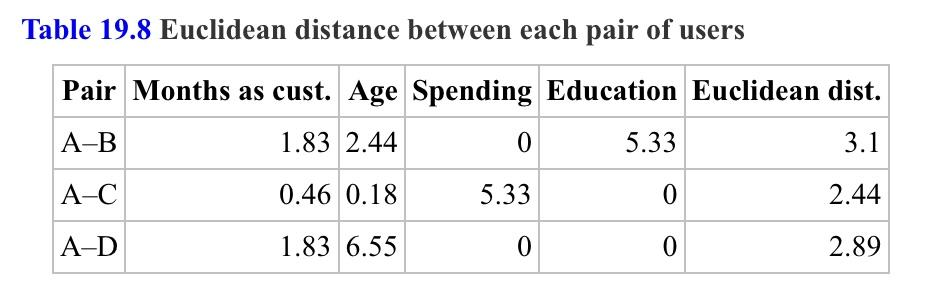 Table 19.8 Euclidean distance between each pair of users
Pair Months as cust. Age Spending Education Euclidean dist.
A–B 1.83 2.44 0 5.33 3.1
A–C 0.46 0.18 5.33 0 2.44
A–D 1.83 6.55 0 0 2.89